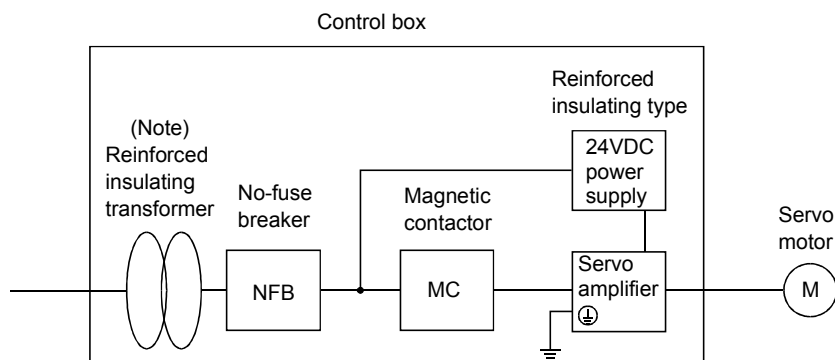 Control box
Reinforced
insulating type
(Note)
Reinforced
insulating
transformer
No-fuse
breaker
Magnetic
contactor
24VDC
power
supply
Servo
motor
NFB
MC
Servo
amplifier
M